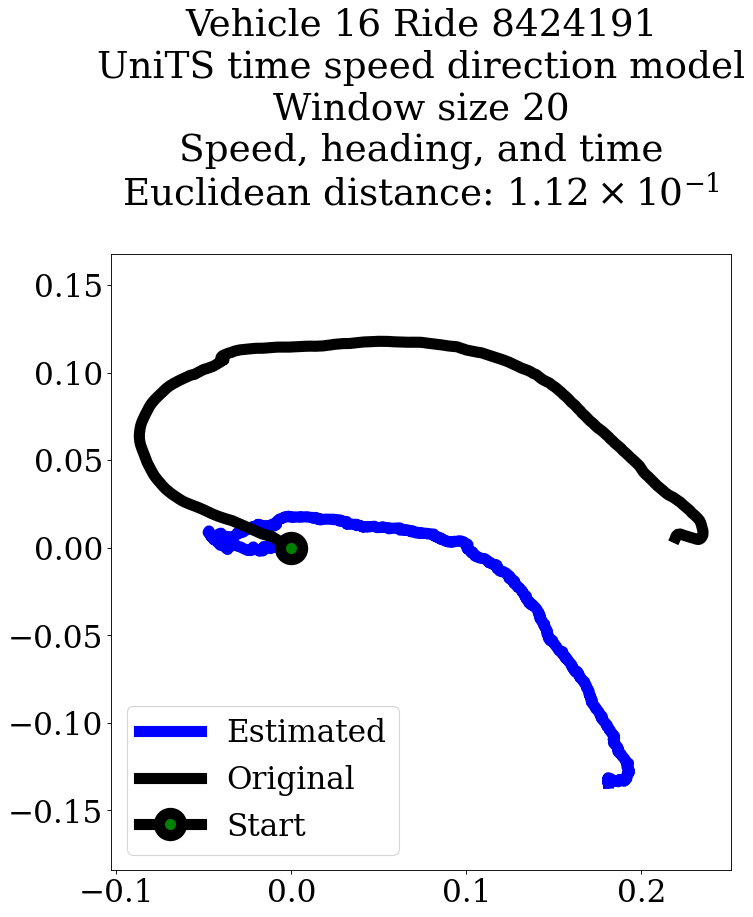 Vehicle 16 Ride 8424191
UniTS time speed direction model
Window size 20
Speed, heading, and time
Euclidean distance: 1.12 × 10⁻¹
0.15
0.10
0.05
0.00
−0.05
−0.10
−0.15
Estimated
Original
Start
−0.1 0.0 0.1 0.2